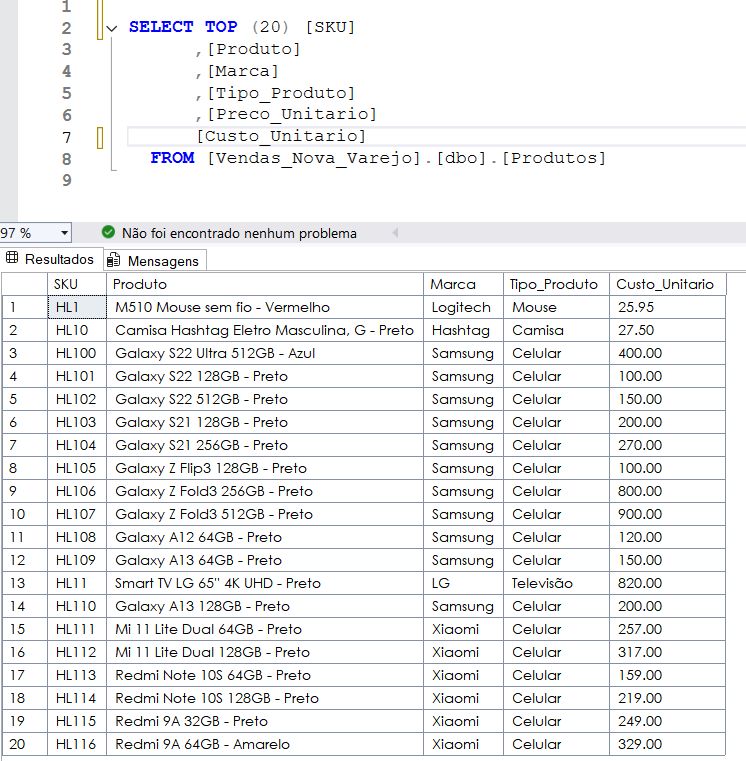 1
2 SELECT TOP (20) [SKU]
3 ,[Produto]
4 ,[Marca]
5 ,[Tipo_Produto]
6 ,[Preco_Unitario]
7 [Custo_Unitario]
8 FROM [Vendas_Nova_Varejo].[dbo].[Produtos]
9
97 % Não foi encontrado nenhum problema
Resultados Mensagens
SKU Produto Marca Tipo_Produto Custo_Unitario
1 HL1 M510 Mouse sem fio - Vermelho Logitech Mouse 25.95
2 HL10 Camisa Hashtag Eletro Masculina, G - Preto Hashtag Camisa 27.50
3 HL100 Galaxy S22 Ultra 512GB - Azul Samsung Celular 400.00
4 HL101 Galaxy S22 128GB - Preto Samsung Celular 100.00
5 HL102 Galaxy S22 512GB - Preto Samsung Celular 150.00
6 HL103 Galaxy S21 128GB - Preto Samsung Celular 200.00
7 HL104 Galaxy S21 256GB - Preto Samsung Celular 270.00
8 HL105 Galaxy Z Flip3 128GB - Preto Samsung Celular 100.00
9 HL106 Galaxy Z Fold3 256GB - Preto Samsung Celular 800.00
10 HL107 Galaxy Z Fold3 512GB - Preto Samsung Celular 900.00
11 HL108 Galaxy A12 64GB - Preto Samsung Celular 120.00
12 HL109 Galaxy A13 64GB - Preto Samsung Celular 150.00
13 HL11 Smart TV LG 65" 4K UHD - Preto LG Televisão 820.00
14 HL110 Galaxy A13 128GB - Preto Samsung Celular 200.00
15 HL111 Mi 11 Lite Dual 64GB - Preto Xiaomi Celular 257.00
16 HL112 Mi 11 Lite Dual 128GB - Preto Xiaomi Celular 317.00
17 HL113 Redmi Note 10S 64GB - Preto Xiaomi Celular 159.00
18 HL114 Redmi Note 10S 128GB - Preto Xiaomi Celular 219.00
19 HL115 Redmi 9A 32GB - Preto Xiaomi Celular 249.00
20 HL116 Redmi 9A 64GB - Amarelo Xiaomi Celular 329.00